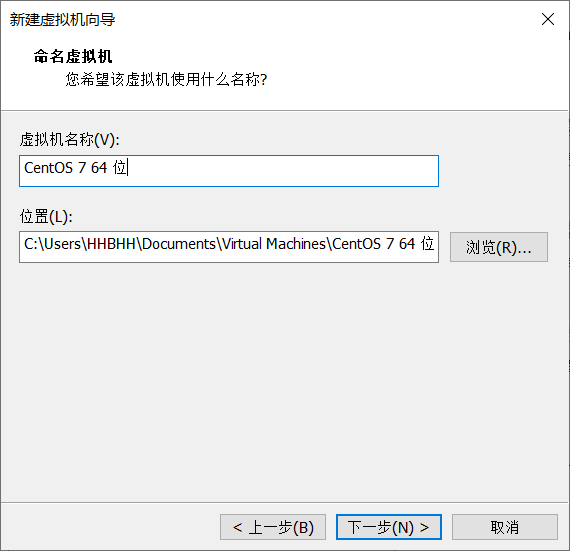 新建虚拟机向导
命名虚拟机
您希望该虚拟机使用什么名称?
虚拟机名称(V):
CentOS 7 64 位
位置(L):
C:\Users\HHBHH\Documents\Virtual Machines\CentOS 7 64 位
浏览(R)...
< 上一步(B)
下一步(N) >
取消